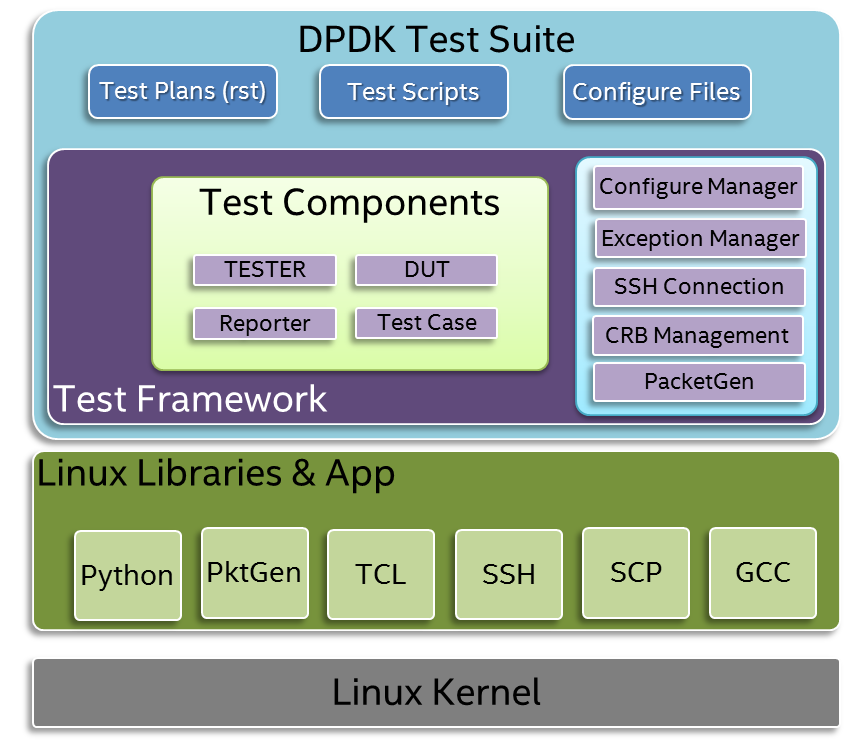 DPDK Test Suite
Test Plans (rst)
Test Scripts
Configure Files
Test Components
TESTER
DUT
Reporter
Test Case
Test Framework
Configure Manager
Exception Manager
SSH Connection
CRB Management
PacketGen
Linux Libraries & App
Python
PktGen
TCL
SSH
SCP
GCC
Linux Kernel